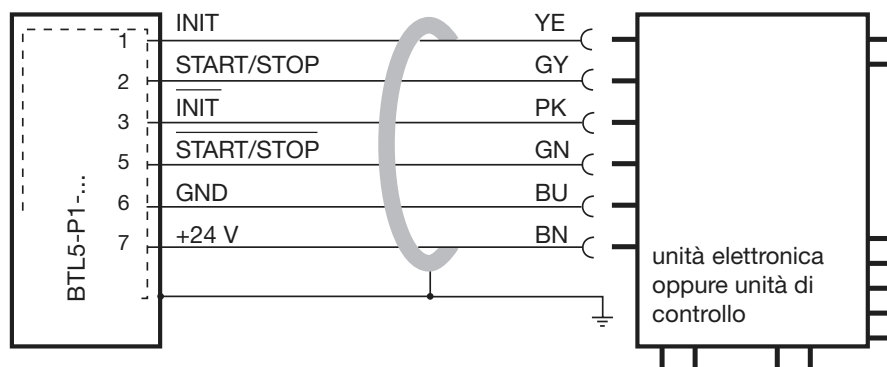 1 INIT YE
2 START/STOP GY
3 INIT PK
5 START/STOP GN
6 GND BU
7 +24 V BN
BTL5-P1-...
unità elettronica
oppure unità di
controllo